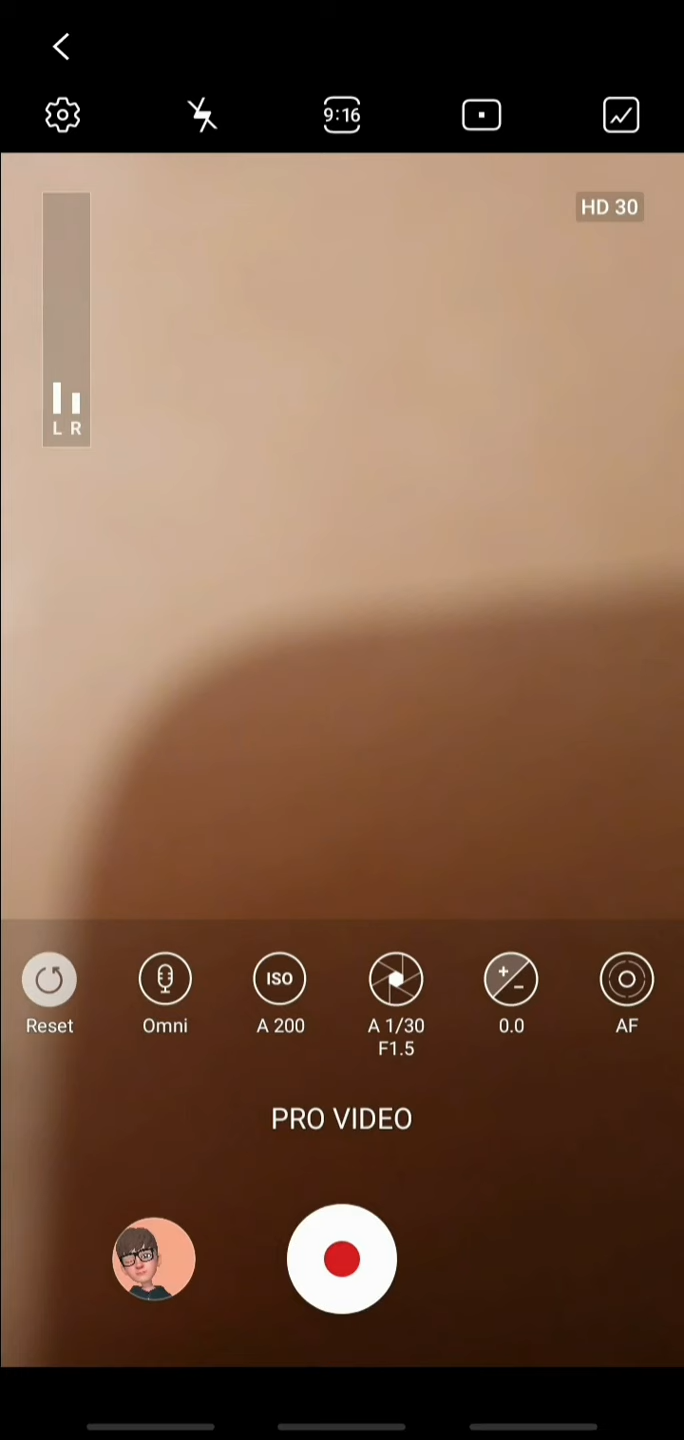 9:16
HD 30
L R
Reset
Omni
ISO
A 200
A 1/30
F1.5
0.0
AF
PRO VIDEO